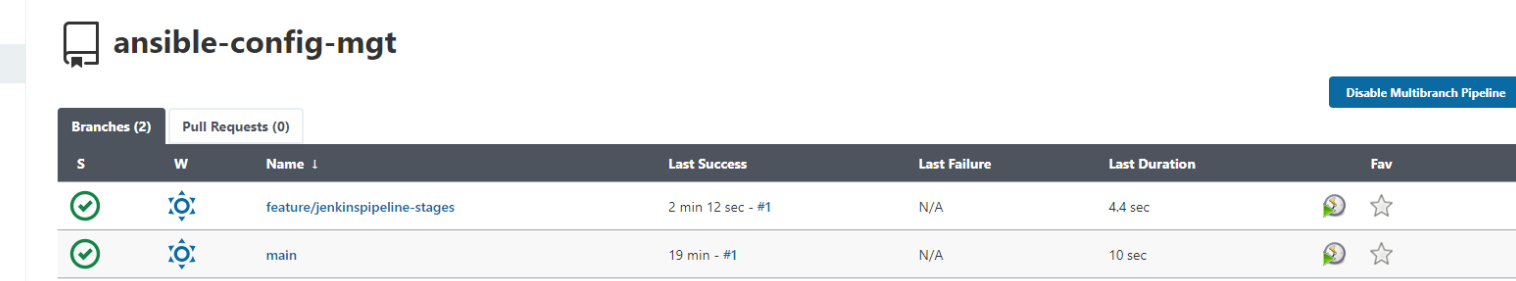 ansible-config-mgt
Disable Multibranch Pipeline
Branches (2) Pull Requests (0)
S W Name ↓ Last Success Last Failure Last Duration Fav
feature/jenkinspipeline-stages 2 min 12 sec - #1 N/A 4.4 sec
main 19 min - #1 N/A 10 sec